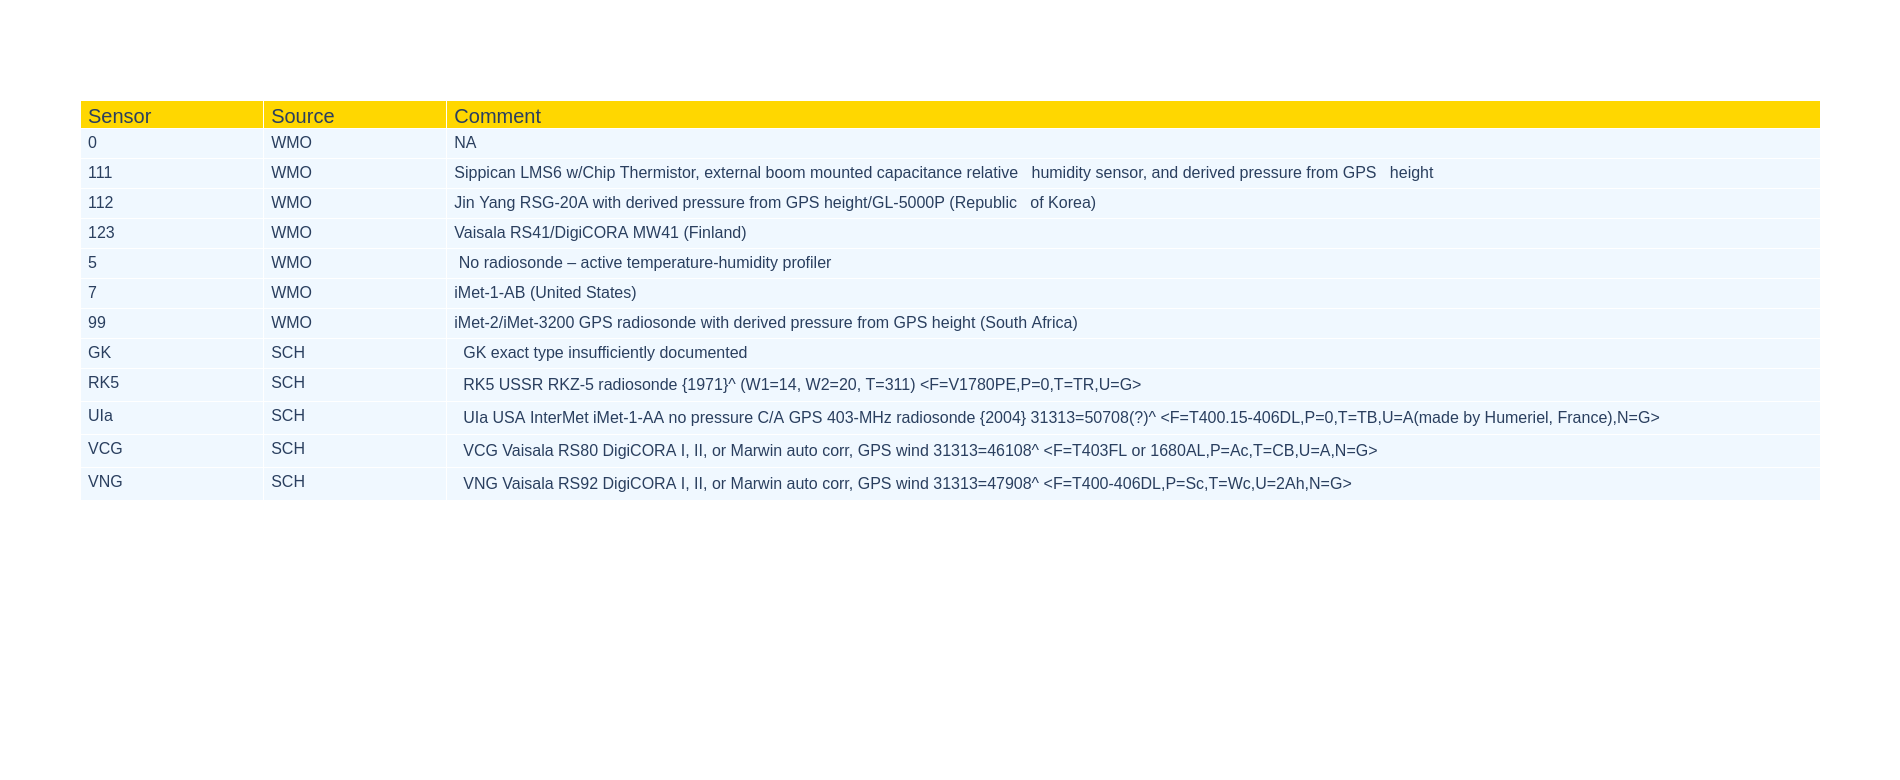 Sensor Source Comment
0 WMO NA
111 WMO Sippican LMS6 w/Chip Thermistor, external boom mounted capacitance relative   humidity sensor, and derived pressure from GPS   height
112 WMO Jin Yang RSG-20A with derived pressure from GPS height/GL-5000P (Republic   of Korea)
123 WMO Vaisala RS41/DigiCORA MW41 (Finland)
5 WMO No radiosonde – active temperature-humidity profiler
7 WMO iMet-1-AB (United States)
99 WMO iMet-2/iMet-3200 GPS radiosonde with derived pressure from GPS height (South Africa)
GK SCH GK exact type insufficiently documented
RK5 SCH RK5 USSR RKZ-5 radiosonde {1971}^ (W1=14, W2=20, T=311) <F=V1780PE,P=0,T=TR,U=G>
UIa SCH UIa USA InterMet iMet-1-AA no pressure C/A GPS 403-MHz radiosonde {2004} 31313=50708(?)^ <F=T400.15-406DL,P=0,T=TB,U=A(made by Humeriel, France),N=G>
VCG SCH VCG Vaisala RS80 DigiCORA I, II, or Marwin auto corr, GPS wind 31313=46108^ <F=T403FL or 1680AL,P=Ac,T=CB,U=A,N=G>
VNG SCH VNG Vaisala RS92 DigiCORA I, II, or Marwin auto corr, GPS wind 31313=47908^ <F=T400-406DL,P=Sc,T=Wc,U=2Ah,N=G>